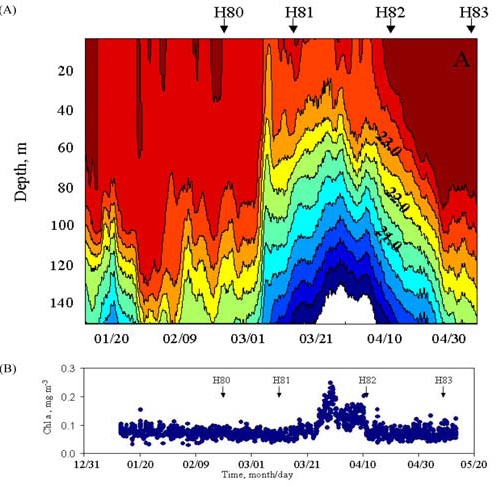 (A)
H80 H81 H82 H83
A
Depth, m
20
40
60
80
100
120
140
23.0
22.0
21.0
01/20 02/09 03/01 03/21 04/10 04/30
(B)
Chl a, mg m-3
0.3
0.2
0.1
0.0
H80 H81 H82 H83
12/31 01/20 02/09 03/01 03/21 04/10 04/30 05/20
Time, month/day